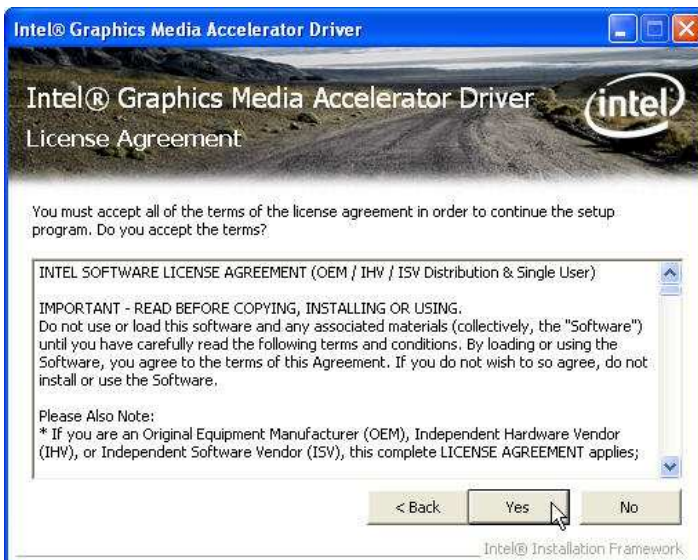 Intel® Graphics Media Accelerator Driver
Intel® Graphics Media Accelerator Driver
License Agreement
intel
You must accept all of the terms of the license agreement in order to continue the setup
program. Do you accept the terms?
INTEL SOFTWARE LICENSE AGREEMENT (OEM / IHV / ISV Distribution & Single User)
IMPORTANT - READ BEFORE COPYING, INSTALLING OR USING.
Do not use or load this software and any associated materials (collectively, the "Software")
until you have carefully read the following terms and conditions. By loading or using the
Software, you agree to the terms of this Agreement. If you do not wish to so agree, do not
install or use the Software.
Please Also Note:
* If you are an Original Equipment Manufacturer (OEM), Independent Hardware Vendor
(IHV), or Independent Software Vendor (ISV), this complete LICENSE AGREEMENT applies;
< Back Yes No
Intel® Installation Framework